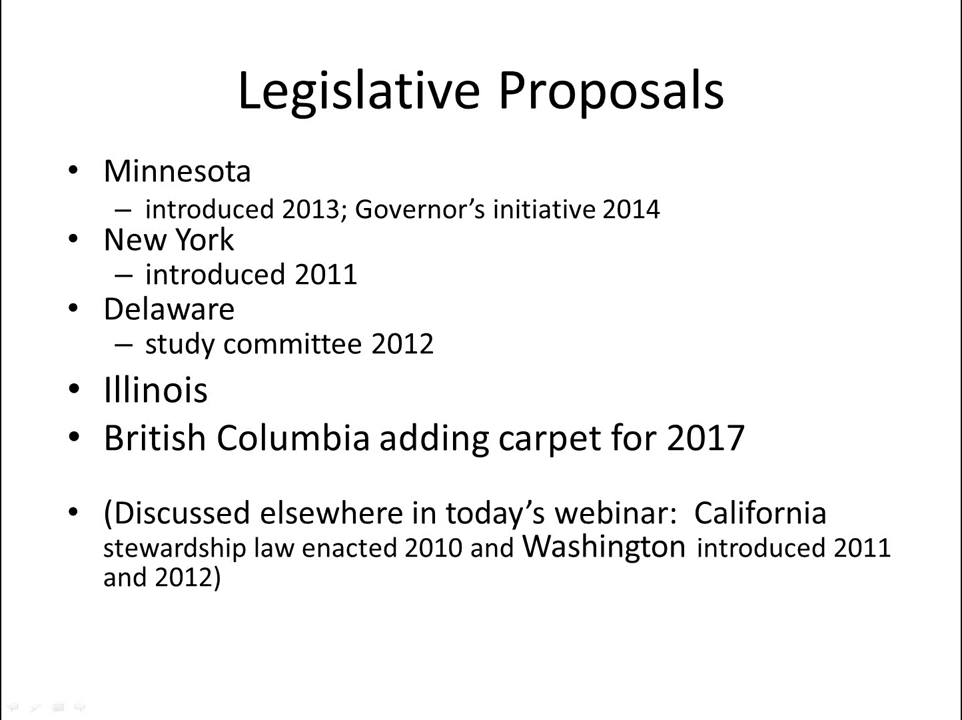 Legislative Proposals
• Minnesota
– introduced 2013; Governor’s initiative 2014
• New York
– introduced 2011
• Delaware
– study committee 2012
• Illinois
• British Columbia adding carpet for 2017
• (Discussed elsewhere in today’s webinar:  California
stewardship law enacted 2010 and Washington introduced 2011
and 2012)